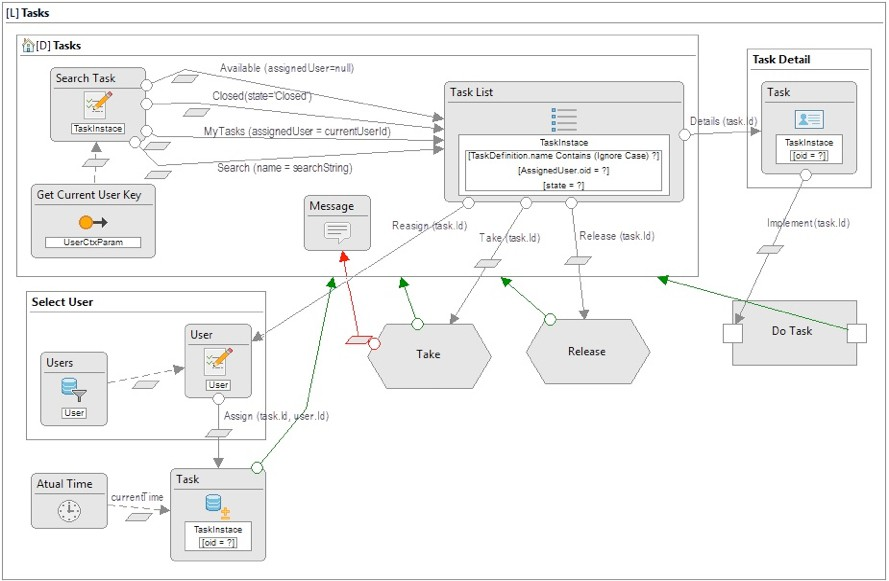 [L] Tasks
[D] Tasks
Search Task
TaskInstace
Available (assignedUser=null)
Closed(state='Closed')
MyTasks (assignedUser = currentUserId)
Search (name = searchString)
Get Current User Key
UserCtxParam
Task List
TaskInstace
[TaskDefinition.name Contains (Ignore Case) ?]
[AssignedUser.oid = ?]
[state = ?]
Details (task.Id)
Task Detail
Task
TaskInstace
[oid = ?]
Message
Reasign (task.Id)
Take (task.Id)
Release (task.Id)
Implement (task.Id)
Select User
Users
User
User
User
Take
Release
Do Task
Assign (task.Id, user.Id)
Atual Time
currentTime
Task
TaskInstace
[oid = ?]